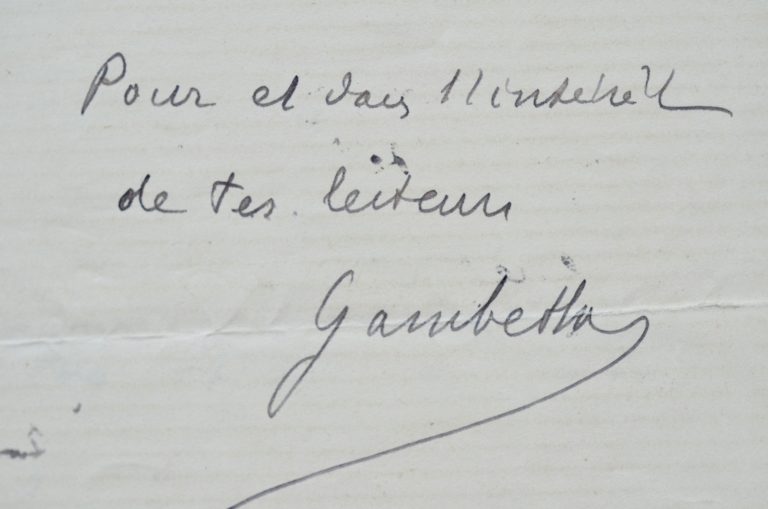 Pour et dans l'intérêt
de tes lecteurs
Gambetta